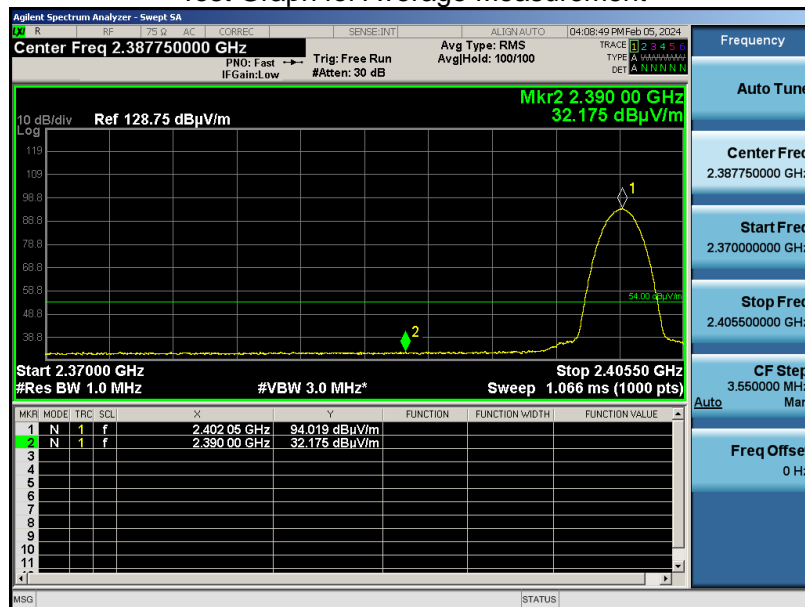 Agilent Spectrum Analyzer - Swept SA
LXI R RF 75 Ω AC CORREC SENSE:INT ALIGN AUTO 04:08:49 PM Feb 05, 2024
Center Freq 2.387750000 GHz
PNO: Fast
IFGain:Low
Trig: Free Run
#Atten: 30 dB
Avg Type: RMS
Avg|Hold: 100/100
TRACE 1 2 3 4 5 6
TYPE A WWWWW
DET A N N N N N
Mkr2 2.390 00 GHz
32.175 dBµV/m
10 dB/div Ref 128.75 dBµV/m
Log
119
109
98.8
88.8
78.8
68.8
58.8
48.8
38.8
1
54.00 dBµV/m
2
Start 2.37000 GHz Stop 2.40550 GHz
#Res BW 1.0 MHz #VBW 3.0 MHz* Sweep 1.066 ms (1000 pts)
MKR MODE TRC SCL X Y FUNCTION FUNCTION WIDTH FUNCTION VALUE
1 N 1 f 2.402 05 GHz 94.019 dBµV/m
2 N 1 f 2.390 00 GHz 32.175 dBµV/m
3
4
5
6
7
8
9
10
11
MSG STATUS
Frequency
Auto Tune
Center Freq
2.387750000 GHz
Start Freq
2.370000000 GHz
Stop Freq
2.405500000 GHz
CF Step
3.550000 MHz
Auto Man
Freq Offset
0 Hz